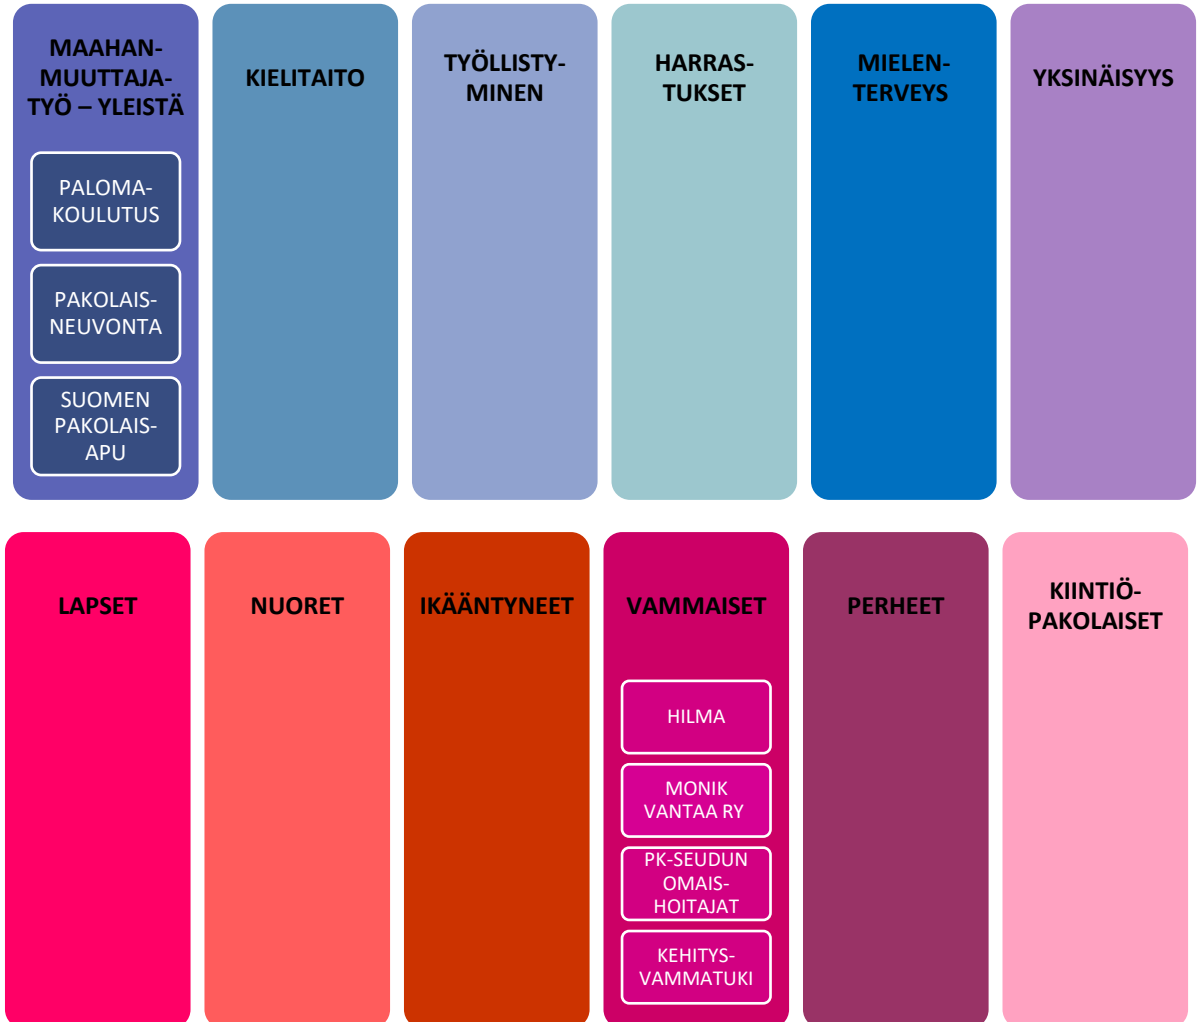 MAAHAN-
MUUTTAJA-
TYÖ – YLEISTÄ
PALOMA-
KOULUTUS
PAKOLAIS-
NEUVONTA
SUOMEN
PAKOLAIS-
APU
KIELITAITO
TYÖLLISTY-
MINEN
HARRAS-
TUKSET
MIELEN-
TERVEYS
YKSINÄISYYS
LAPSET
NUORET
IKÄÄNTYNEET
VAMMAISET
HILMA
MONIK
VANTAA RY
PK-SEUDUN
OMAIS-
HOITAJAT
KEHITYS-
VAMMATUKI
PERHEET
KIINTIÖ-
PAKOLAISET